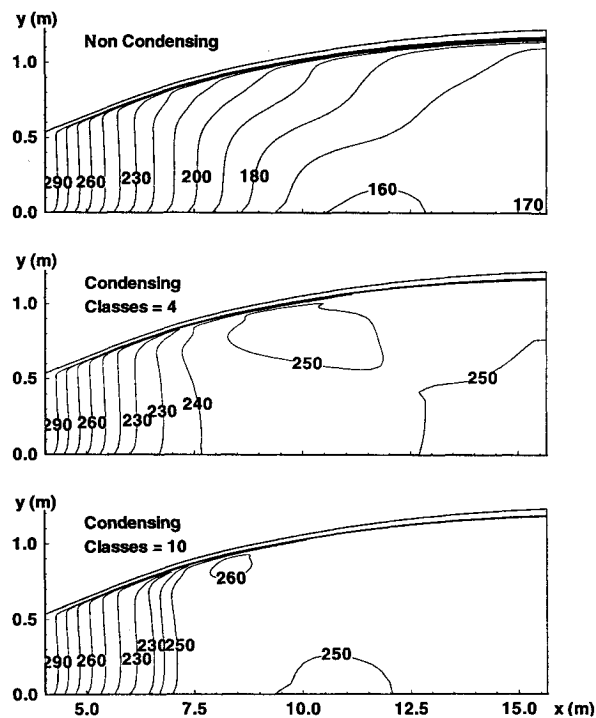 y (m)
Non Condensing
1.0
0.5
290 260 230 200 180 160 170
0.0
y (m)
Condensing
Classes = 4
1.0
0.5
290 260 230 230 240 250 250
0.0
y (m)
Condensing
Classes = 10
1.0
260
0.5
290 260 230 230 250 250
0.0
5.0 7.5 10.0 12.5 15.0 x (m)